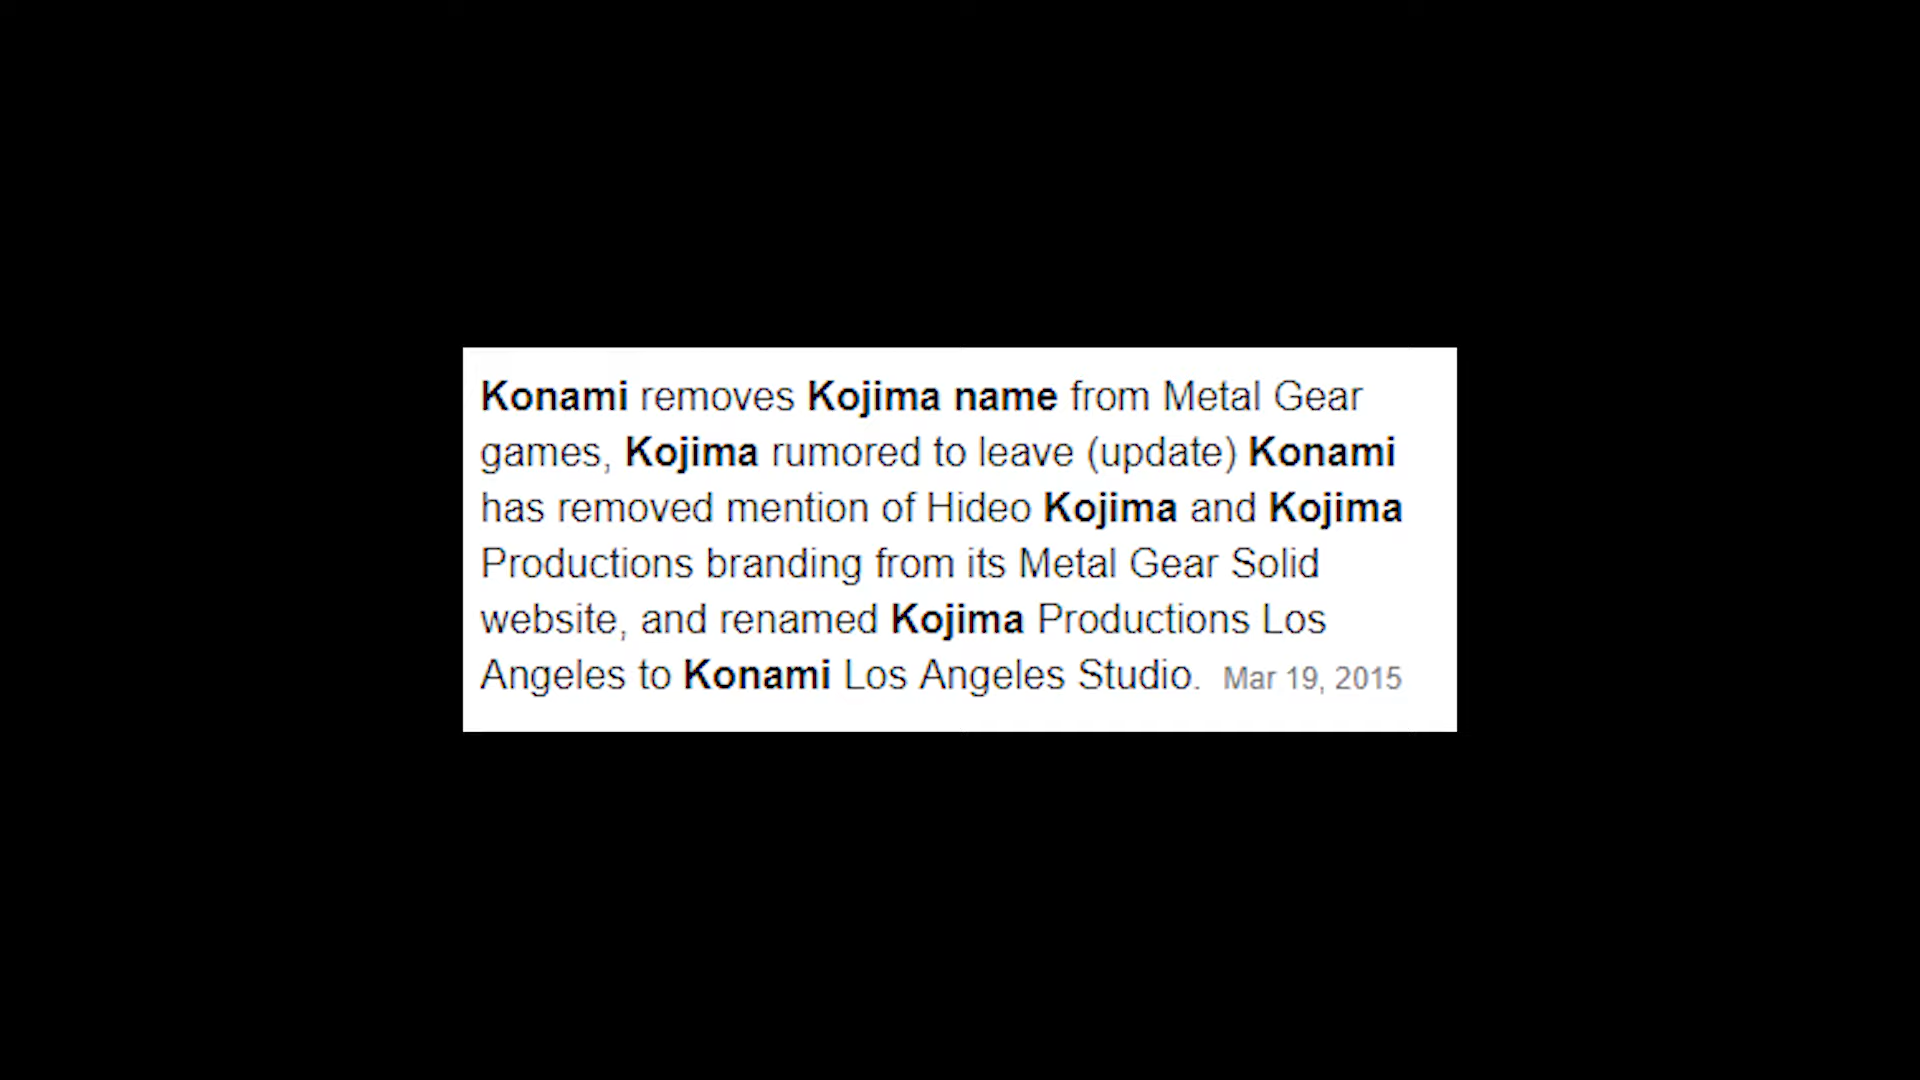 Konami removes Kojima name from Metal Gear
games, Kojima rumored to leave (update) Konami
has removed mention of Hideo Kojima and Kojima
Productions branding from its Metal Gear Solid
website, and renamed Kojima Productions Los
Angeles to Konami Los Angeles Studio. Mar 19, 2015